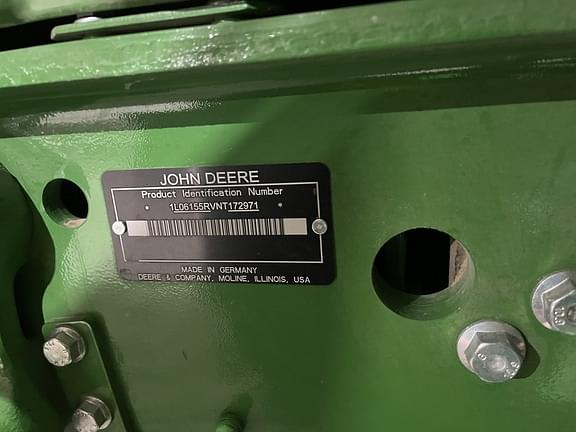 JOHN DEERE
Product Identification Number
* 1L06155RVNT172971 *
MADE IN GERMANY
DEERE & COMPANY, MOLINE, ILLINOIS, USA